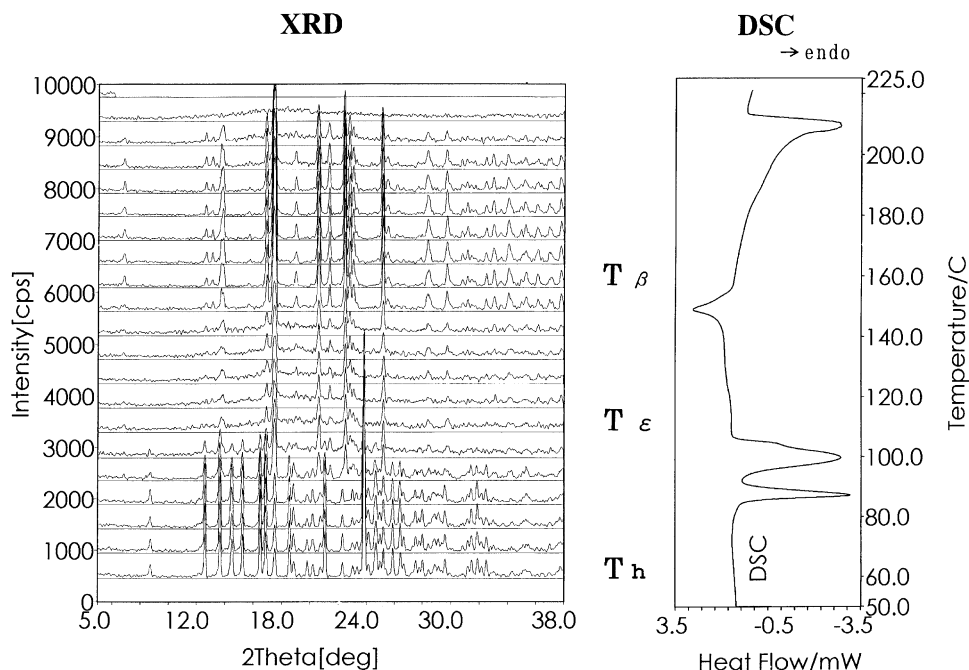 XRD
DSC
→ endo
10000
9000
8000
7000
6000
5000
4000
3000
2000
1000
0
Intensity[cps]
5.0 12.0 18.0 24.0 30.0 38.0
2Theta[deg]
T β
T ε
T h
DSC
225.0
200.0
180.0
160.0
140.0
120.0
100.0
80.0
60.0
50.0
Temperature/C
3.5 -0.5 -3.5
Heat Flow/mW